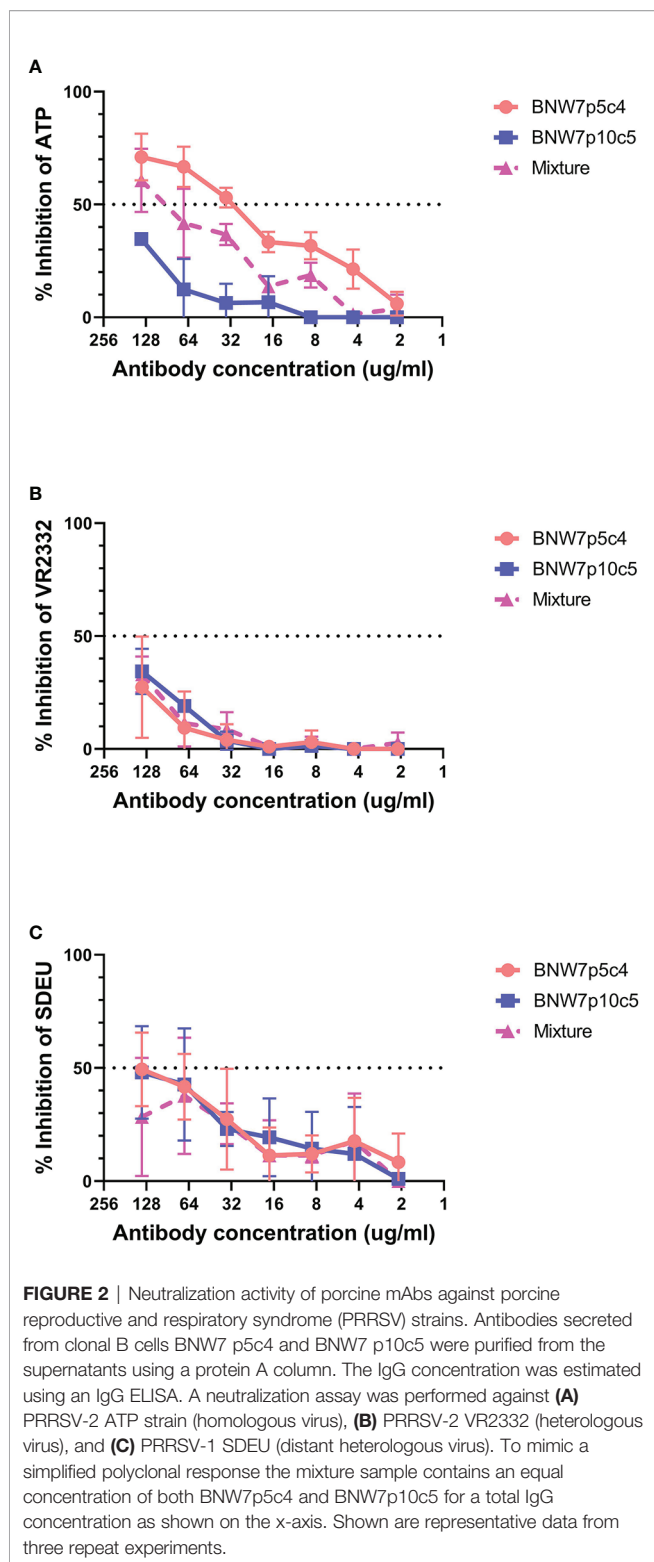 A
% Inhibition of ATP
100
50
0
256 128 64 32 16 8 4 2 1
Antibody concentration (ug/ml)
BNW7p5c4
BNW7p10c5
Mixture
B
% Inhibition of VR2332
100
50
0
256 128 64 32 16 8 4 2 1
Antibody concentration (ug/ml)
BNW7p5c4
BNW7p10c5
Mixture
C
% Inhibition of SDEU
100
50
0
256 128 64 32 16 8 4 2 1
Antibody concentration (ug/ml)
BNW7p5c4
BNW7p10c5
Mixture
FIGURE 2 | Neutralization activity of porcine mAbs against porcine
reproductive and respiratory syndrome (PRRSV) strains. Antibodies secreted
from clonal B cells BNW7 p5c4 and BNW7 p10c5 were purified from the
supernatants using a protein A column. The IgG concentration was estimated
using an IgG ELISA. A neutralization assay was performed against (A)
PRRSV-2 ATP strain (homologous virus), (B) PRRSV-2 VR2332 (heterologous
virus), and (C) PRRSV-1 SDEU (distant heterologous virus). To mimic a
simplified polyclonal response the mixture sample contains an equal
concentration of both BNW7p5c4 and BNW7p10c5 for a total IgG
concentration as shown on the x-axis. Shown are representative data from
three repeat experiments.